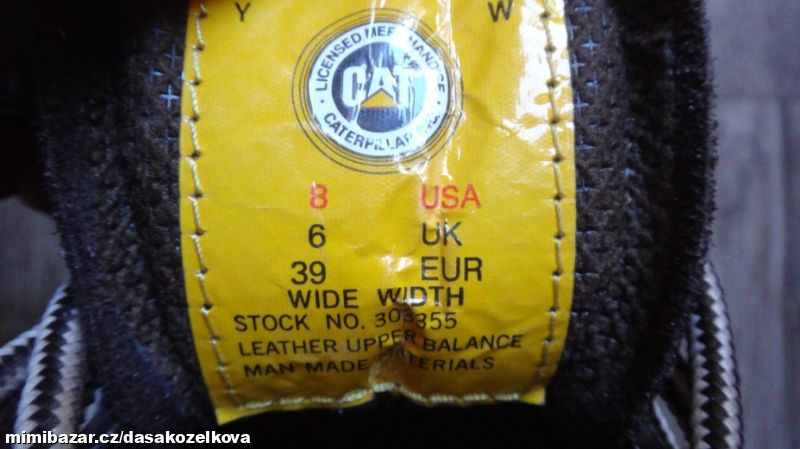 Y W
LICENSED MERCHANDISE
CAT
CATERPILLAR INC.
8 USA
6 UK
39 EUR
WIDE WIDTH
STOCK NO. 303355
LEATHER UPPER BALANCE
MAN MADE MATERIALS
mimibazar.cz/dasakozelkova